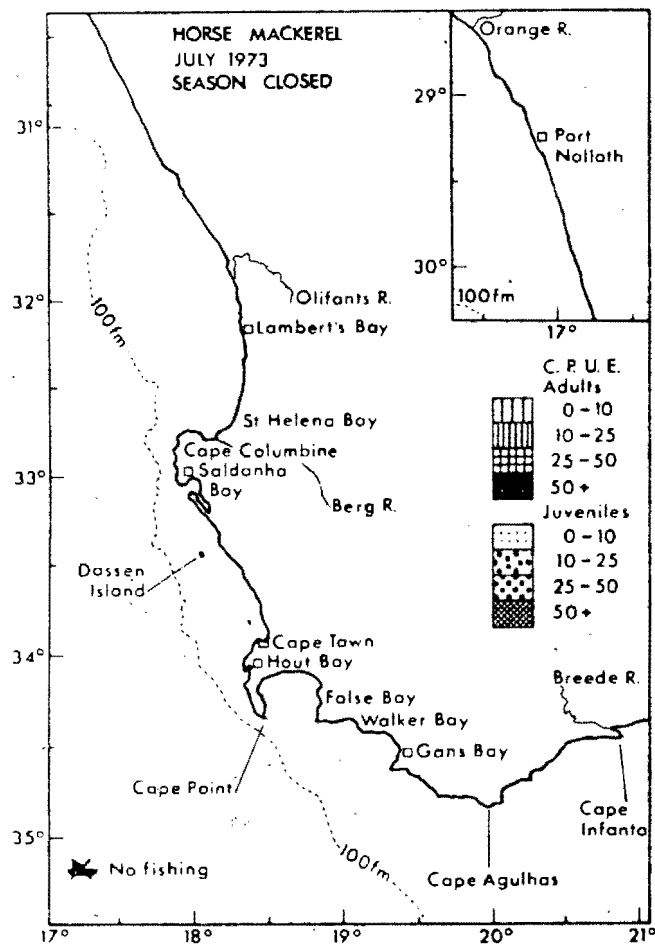 HORSE MACKEREL
JULY 1973
SEASON CLOSED
Orange R.
29°
Port
Nolloth
30°
100fm
17°
31°
Olifants R.
32°
100fm
Lambert's Bay
C. P. U. E.
Adults
0-10
10-25
25-50
50+
St Helena Bay
Cape Columbine
33°
Saldanha
Bay
Berg R.
Juveniles
0-10
10-25
25-50
50+
Dassen
Island
Cape Town
34°
Hout Bay
Breede R.
False Bay
Walker Bay
Gans Bay
Cape Point
Cape
Infanta
35°
100fm
No fishing
Cape Agulhas
17°
18°
19°
20°
21°